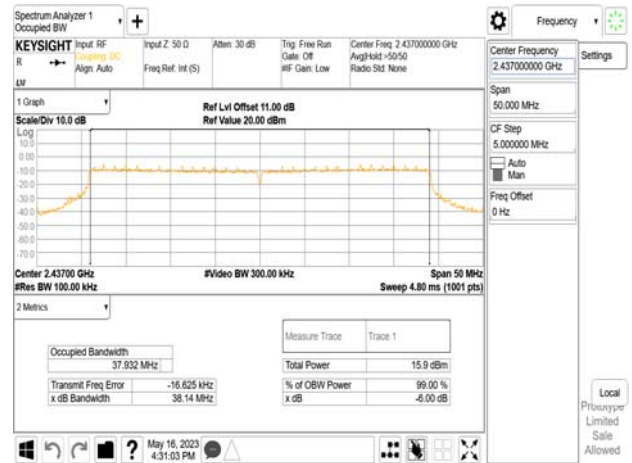 Spectrum Analyzer 1
Occupied BW
Frequency
KEYSIGHT
Input: RF
Coupling: DC
Align: Auto
Input Z: 50 Ω
Freq Ref: Int (S)
Atten: 30 dB
Trig: Free Run
Gate: Off
#IF Gain: Low
Center Freq: 2.437000000 GHz
Avg|Hold:>50/50
Radio Std: None
R
LW
Center Frequency
2.437000000 GHz
Settings
Span
50.000 MHz
CF Step
5.000000 MHz
Auto
Man
Freq Offset
0 Hz
1 Graph
Scale/Div 10.0 dB
Ref Lvl Offset 11.00 dB
Ref Value 20.00 dBm
Log
10.0
0.00
-10.0
-20.0
-30.0
-40.0
-50.0
-60.0
-70.0
Center 2.43700 GHz
#Res BW 100.00 kHz
#Video BW 300.00 kHz
Span 50 MHz
Sweep 4.80 ms (1001 pts)
2 Metrics
Measure Trace
Trace 1
Occupied Bandwidth
37.932 MHz
Total Power
15.9 dBm
Transmit Freq Error
-16.625 kHz
% of OBW Power
99.00 %
x dB Bandwidth
38.14 MHz
x dB
-6.00 dB
Local
Prototype
Limited
Sale
Allowed
?
May 16, 2023
4:31:03 PM